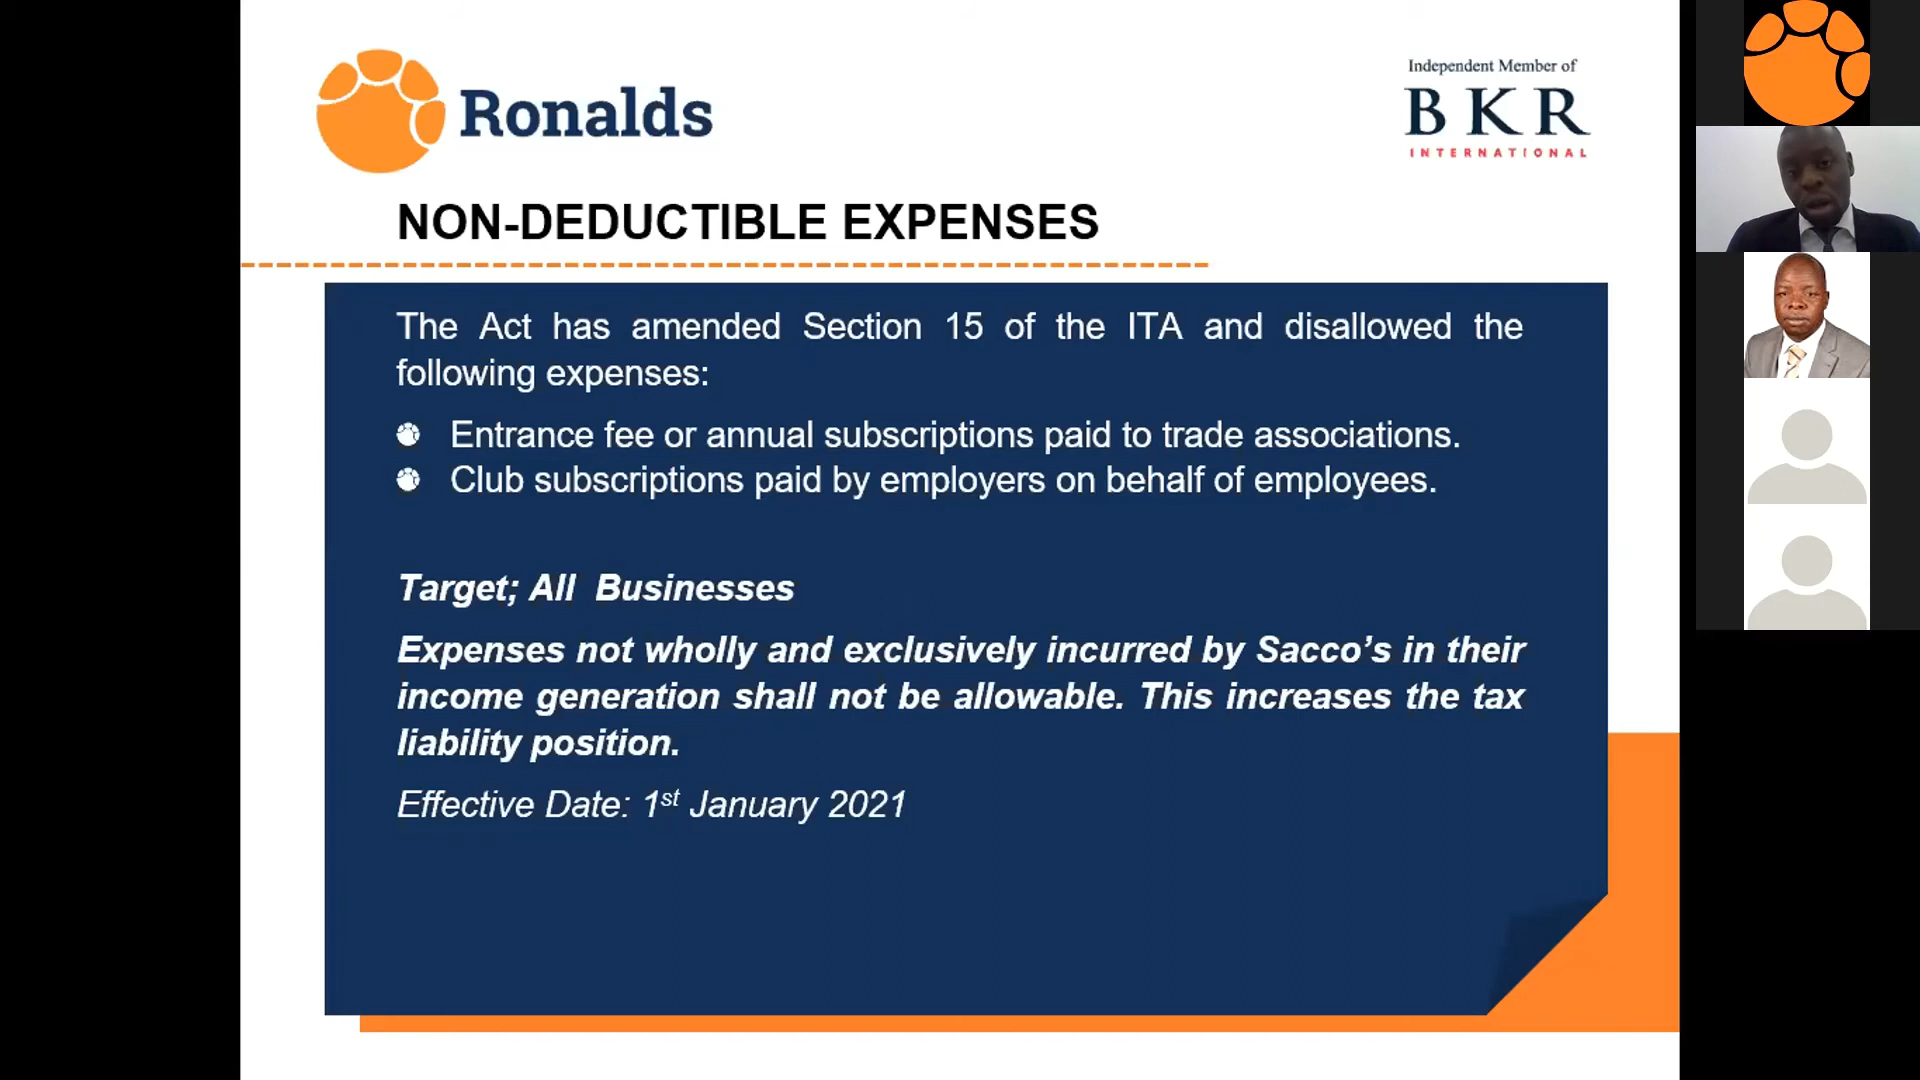 Ronalds
Independent Member of
BKR
INTERNATIONAL
NON-DEDUCTIBLE EXPENSES
The Act has amended Section 15 of the ITA and disallowed the
following expenses:
Entrance fee or annual subscriptions paid to trade associations.
Club subscriptions paid by employers on behalf of employees.
Target; All Businesses
Expenses not wholly and exclusively incurred by Sacco’s in their
income generation shall not be allowable. This increases the tax
liability position.
Effective Date: 1st January 2021